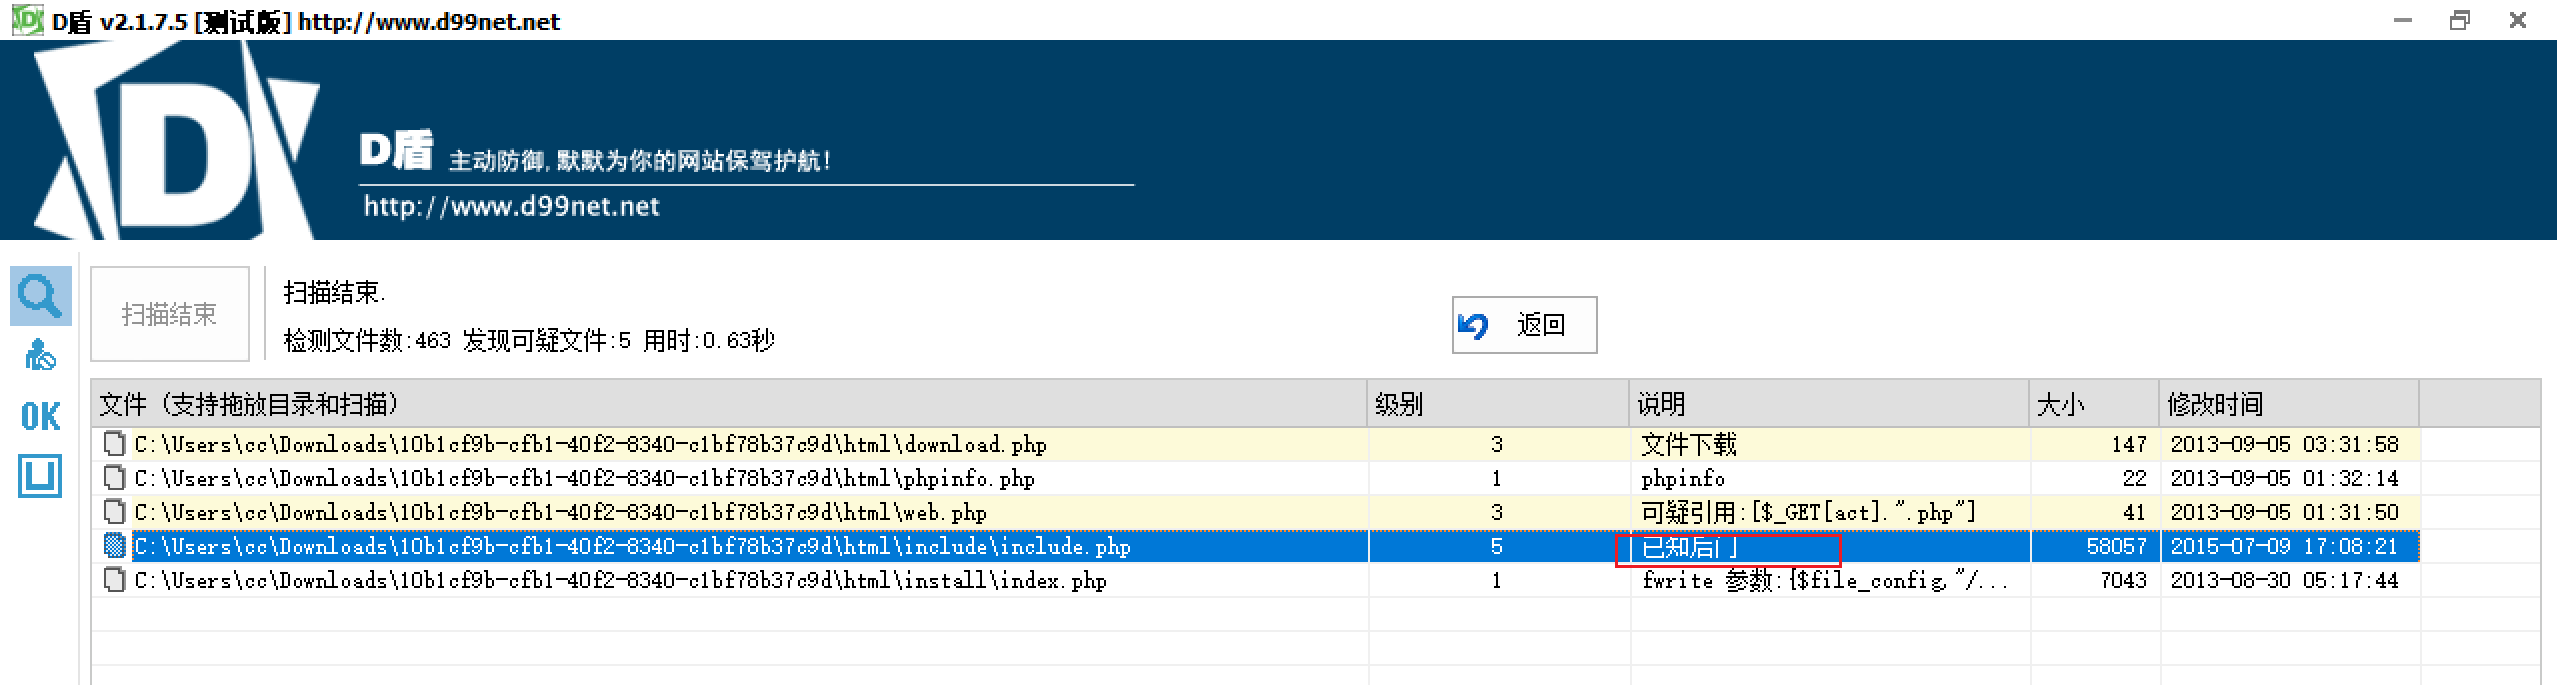 D盾 v2.1.7.5 [测试版] http://www.d99net.net
D
D盾 主动防御,默默为你的网站保驾护航!
http://www.d99net.net
扫描结束
扫描结束.
检测文件数:463 发现可疑文件:5 用时:0.63秒
返回
OK
文件 (支持拖放目录和扫描) 级别 说明 大小 修改时间
C:\Users\cc\Downloads\10b1cf9b-cfb1-40f2-8340-c1bf78b37c9d\html\download.php 3 文件下载 147 2013-09-05 03:31:58
C:\Users\cc\Downloads\10b1cf9b-cfb1-40f2-8340-c1bf78b37c9d\html\phpinfo.php 1 phpinfo 22 2013-09-05 01:32:14
C:\Users\cc\Downloads\10b1cf9b-cfb1-40f2-8340-c1bf78b37c9d\html\web.php 3 可疑引用:[$_GET[act].".php"] 41 2013-09-05 01:31:50
C:\Users\cc\Downloads\10b1cf9b-cfb1-40f2-8340-c1bf78b37c9d\html\include\include.php 5 已知后门 58057 2015-07-09 17:08:21
C:\Users\cc\Downloads\10b1cf9b-cfb1-40f2-8340-c1bf78b37c9d\html\install\index.php 1 fwrite 参数:{$file_config,"/... 7043 2013-08-30 05:17:44